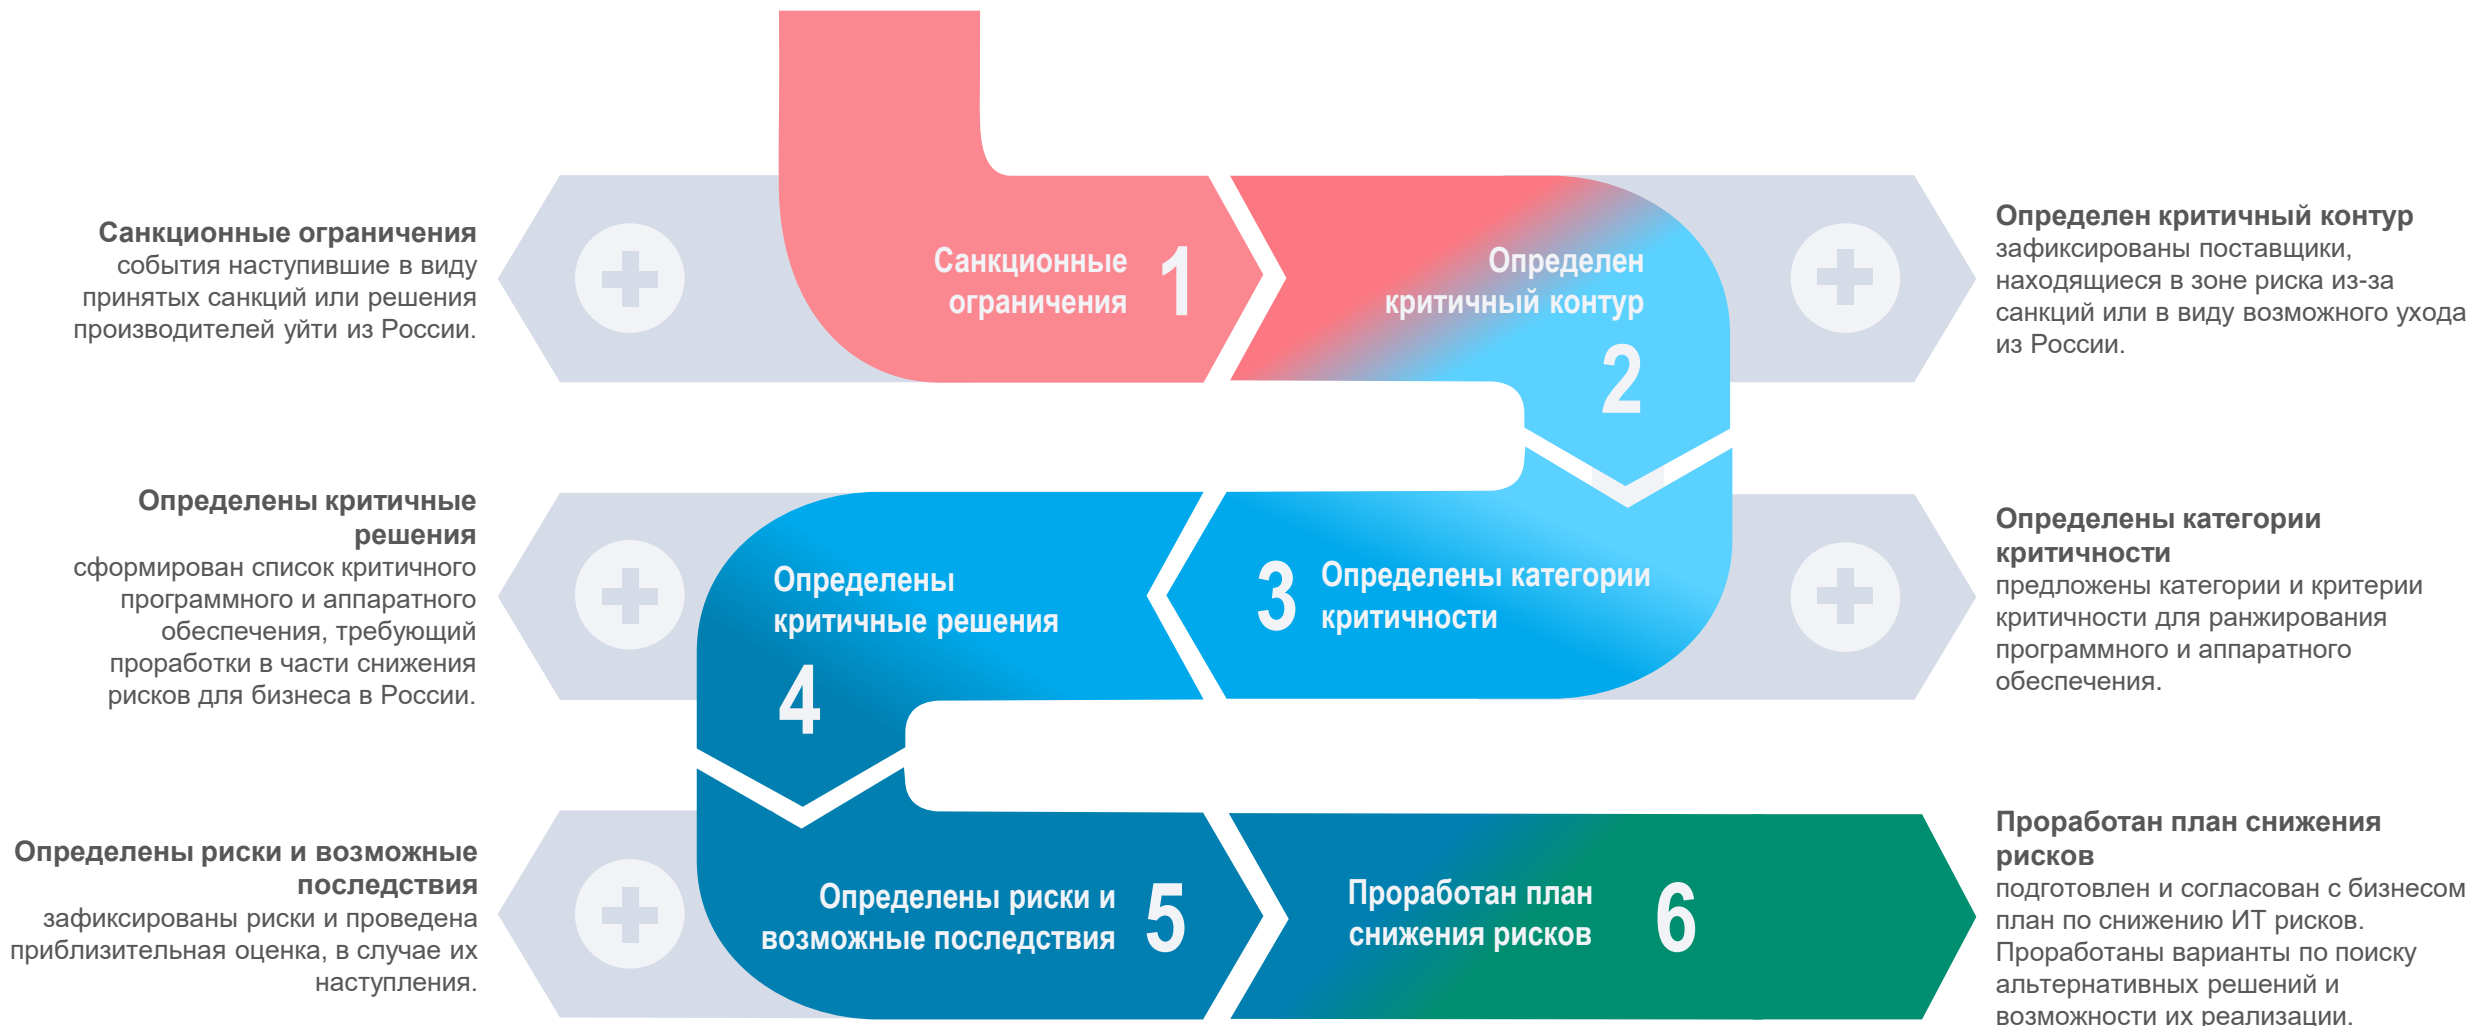 Санкционные ограничения
события наступившие в виду
принятых санкций или решения
производителей уйти из России.
Санкционные
ограничения
1
Определен
критичный контур
2
Определен критичный контур
зафиксированы поставщики,
находящиеся в зоне риска из-за
санкций или в виду возможного ухода
из России.
Определены категории
критичности
предложены категории и критерии
критичности для ранжирования
программного и аппаратного
обеспечения.
3
Определены категории
критичности
Определены
критичные решения
4
Определены критичные
решения
сформирован список критичного
программного и аппаратного
обеспечения, требующий
проработки в части снижения
рисков для бизнеса в России.
Определены риски и возможные
последствия
зафиксированы риски и проведена
приблизительная оценка, в случае их
наступления.
Определены риски и
возможные последствия
5
Проработан план
снижения рисков
6
Проработан план снижения
рисков
подготовлен и согласован с бизнесом
план по снижению ИТ рисков.
Проработаны варианты по поиску
альтернативных решений и
возможности их реализации.